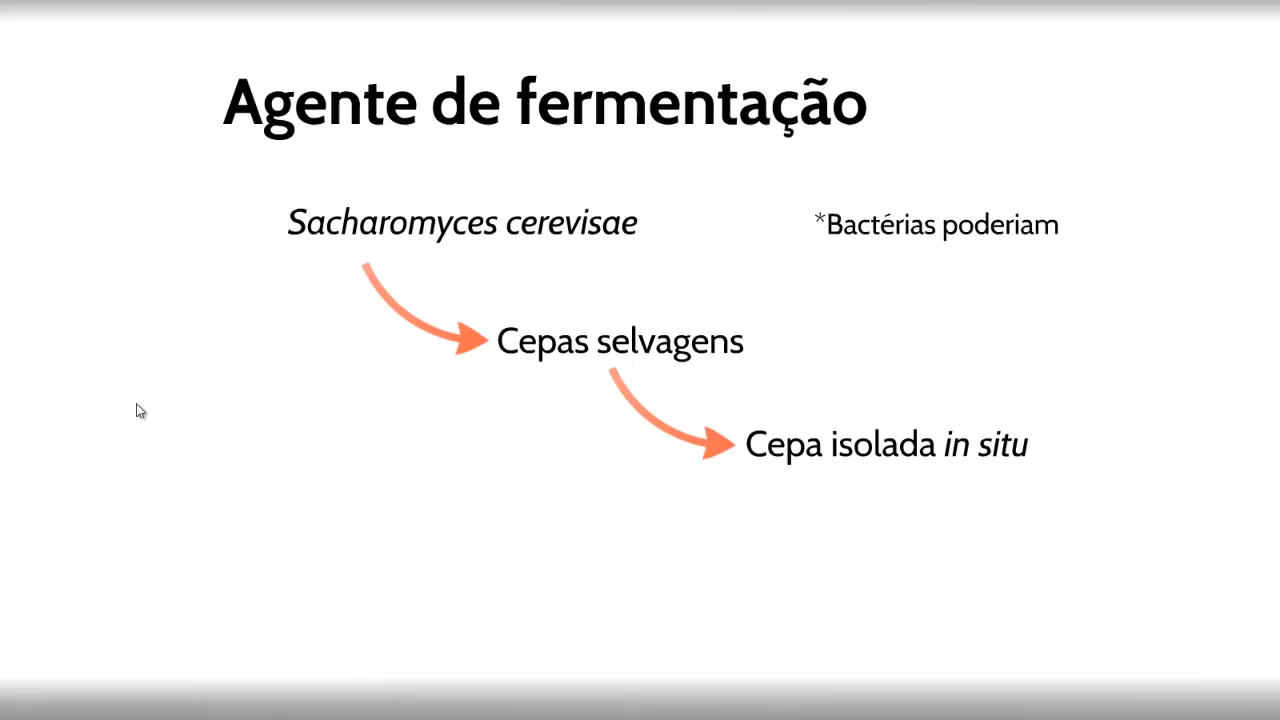 Agente de fermentação
Sacharomyces cerevisae
*Bactérias poderiam
Cepas selvagens
Cepa isolada in situ